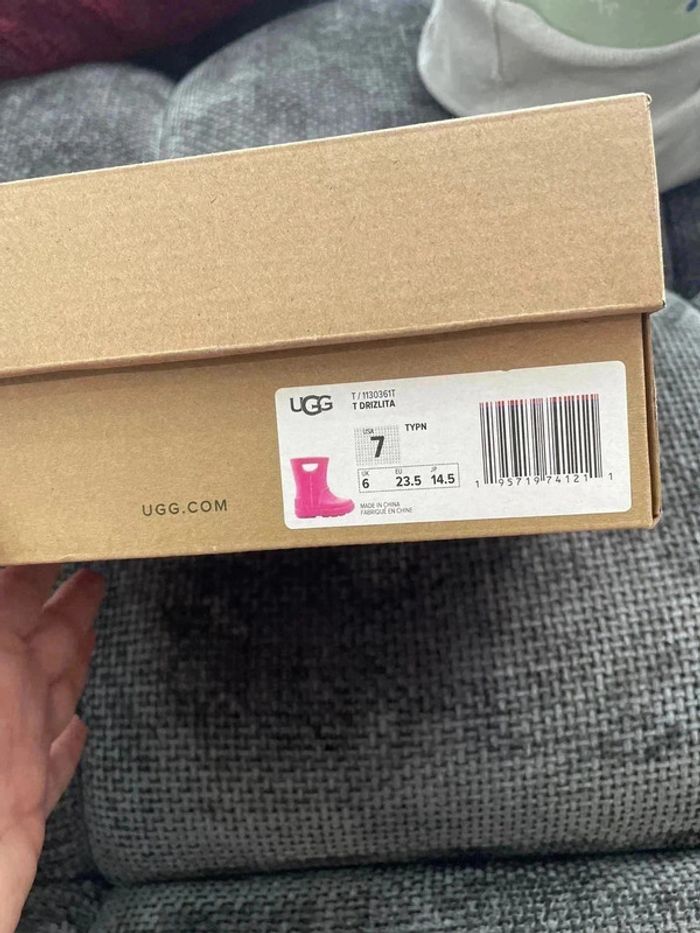 UGG
T / 1130361T
T DRIZLITA
USA
7
TYPN
UK EU JP
6 23.5 14.5
MADE IN CHINA
FABRIQUÉ EN CHINE
1 95719 74121 1
UGG.COM